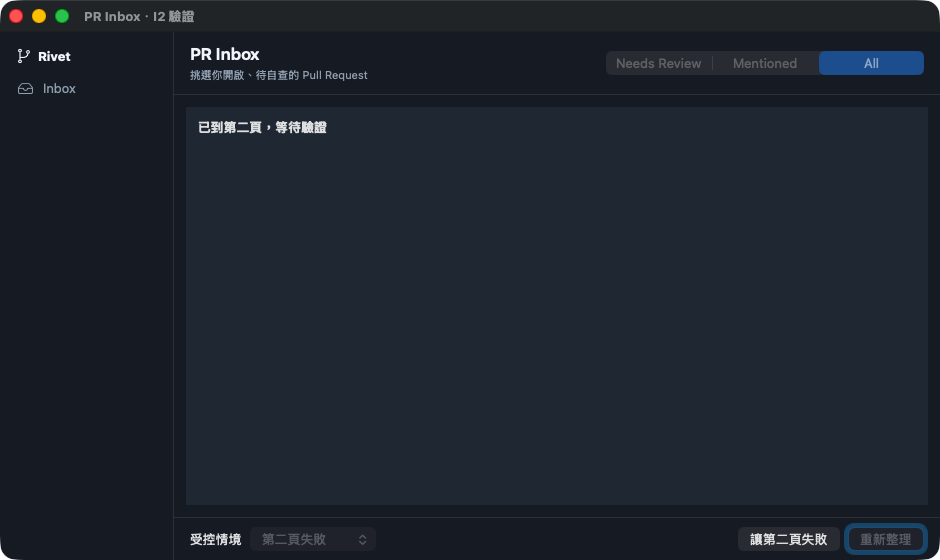 PR Inbox · I2 驗證
Rivet
Inbox
PR Inbox
挑選你開啟、待自查的 Pull Request
Needs Review
Mentioned
All
已到第二頁，等待驗證
受控情境
第二頁失敗
讓第二頁失敗
重新整理